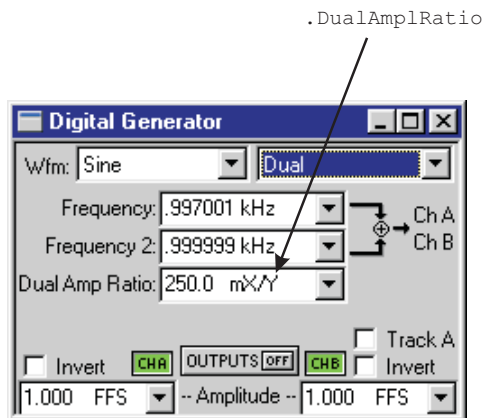 .DualAmplRatio
Digital Generator
Wfm: Sine Dual
Frequency: .997001 kHz
Ch A
Frequency 2: .999999 kHz
Ch B
Dual Amp Ratio: 250.0 mX/Y
Track A
Invert CHA OUTPUTS OFF CHB Invert
1.000 FFS -- Amplitude -- 1.000 FFS